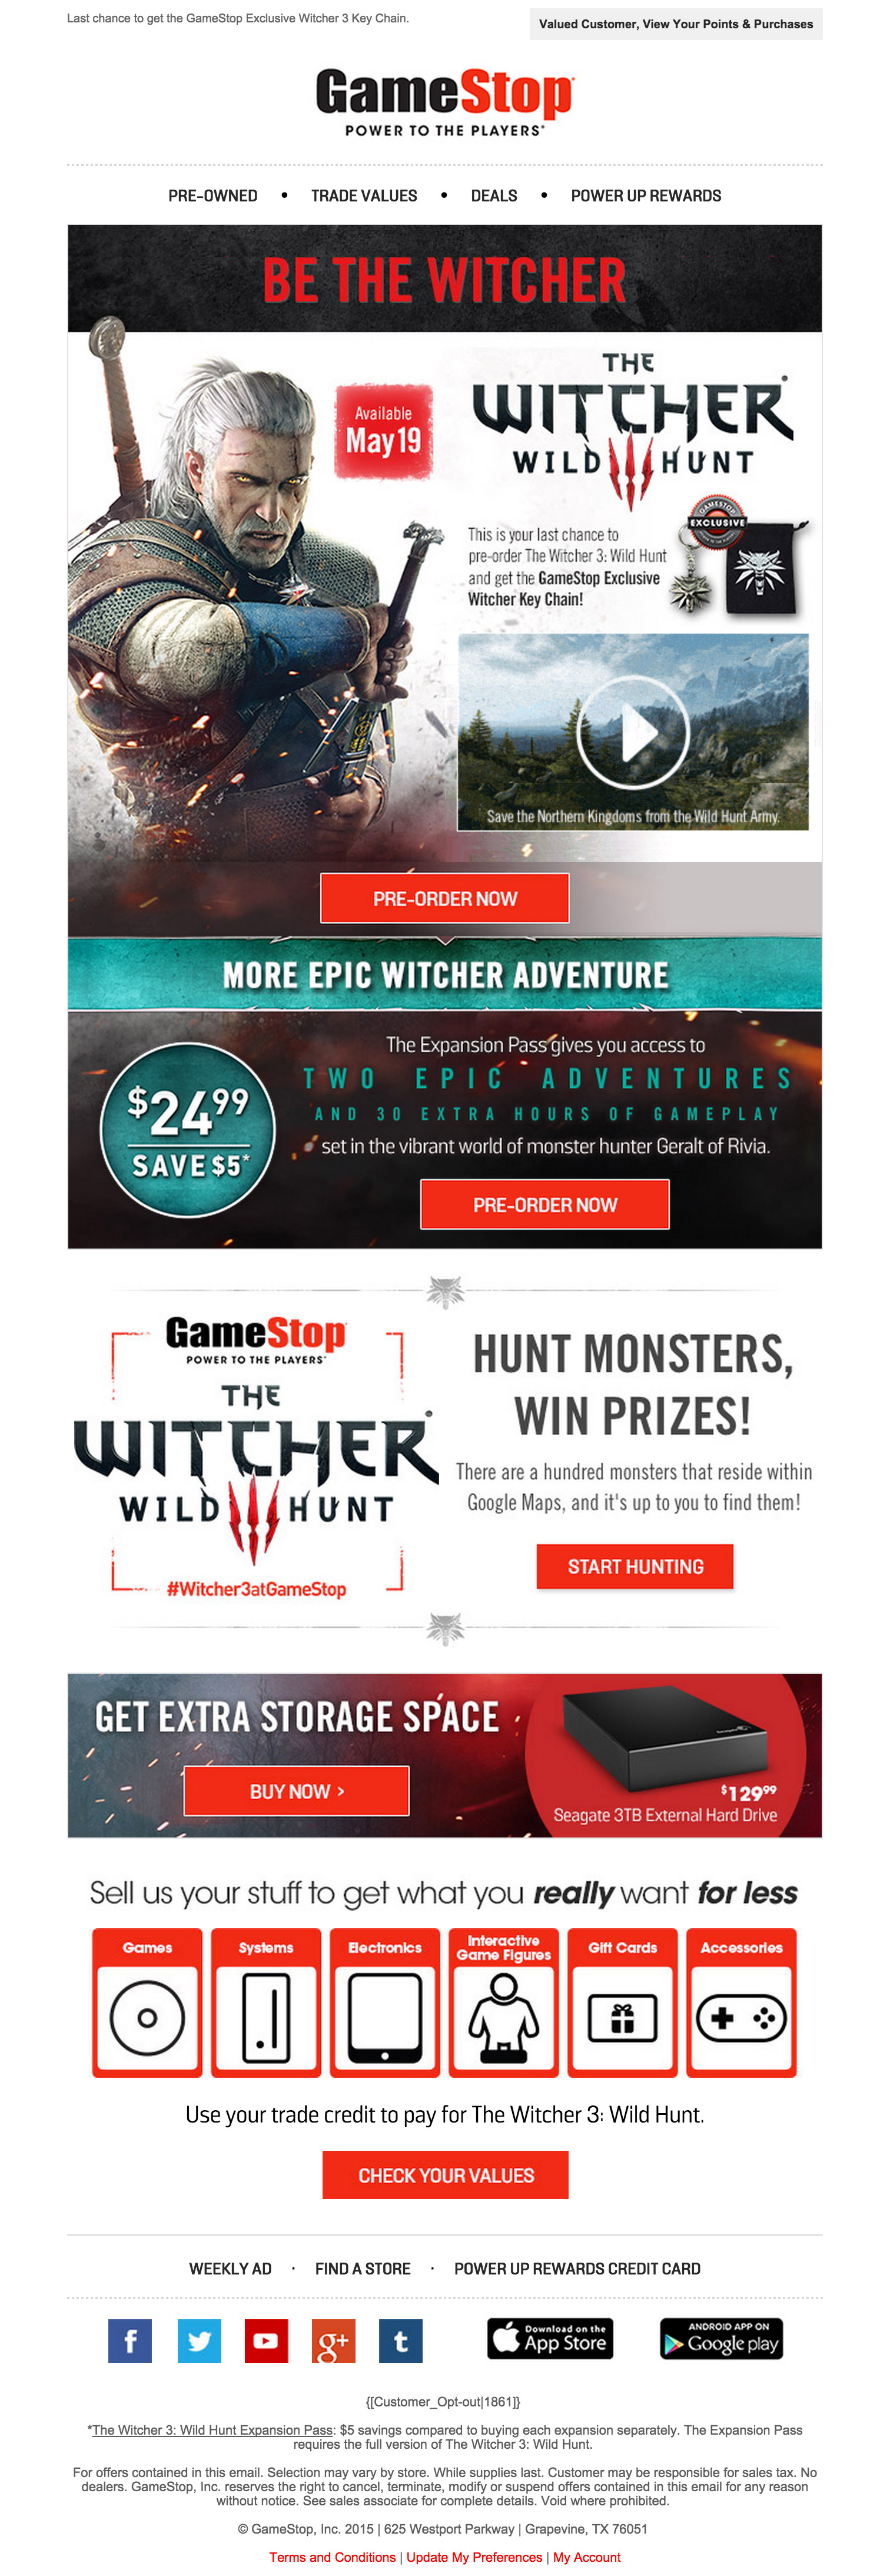 Last chance to get the GameStop Exclusive Witcher 3 Key Chain.
Valued Customer, View Your Points & Purchases
GameStop
POWER TO THE PLAYERS®
PRE-OWNED • TRADE VALUES • DEALS • POWER UP REWARDS
BE THE WITCHER
Available
May 19
THE
WITCHER®
WILD HUNT
This is your last chance to
pre-order The Witcher 3: Wild Hunt
and get the GameStop Exclusive
Witcher Key Chain!
GAMESTOP
EXCLUSIVE
Save the Northern Kingdoms from the Wild Hunt Army.
PRE-ORDER NOW
MORE EPIC WITCHER ADVENTURE
$24.99
SAVE $5*
The Expansion Pass gives you access to
TWO EPIC ADVENTURES
AND 30 EXTRA HOURS OF GAMEPLAY
set in the vibrant world of monster hunter Geralt of Rivia.
PRE-ORDER NOW
GameStop
POWER TO THE PLAYERS®
THE
WITCHER®
WILD HUNT
#Witcher3atGameStop
HUNT MONSTERS,
WIN PRIZES!
There are a hundred monsters that reside within
Google Maps, and it's up to you to find them!
START HUNTING
GET EXTRA STORAGE SPACE
BUY NOW >
Seagate
$129.99
Seagate 3TB External Hard Drive
Sell us your stuff to get what you really want for less
Games
Systems
Electronics
Interactive
Game Figures
Gift Cards
Accessories
Use your trade credit to pay for The Witcher 3: Wild Hunt.
CHECK YOUR VALUES
WEEKLY AD · FIND A STORE · POWER UP REWARDS CREDIT CARD
f
g+
t
Download on the
App Store
ANDROID APP ON
Google play
{[Customer_Opt-out|1861]}
*The Witcher 3: Wild Hunt Expansion Pass: $5 savings compared to buying each expansion separately. The Expansion Pass
requires the full version of The Witcher 3: Wild Hunt.
For offers contained in this email. Selection may vary by store. While supplies last. Customer may be responsible for sales tax. No
dealers. GameStop, Inc. reserves the right to cancel, terminate, modify or suspend offers contained in this email for any reason
without notice. See sales associate for complete details. Void where prohibited.
© GameStop, Inc. 2015 | 625 Westport Parkway | Grapevine, TX 76051
Terms and Conditions | Update My Preferences | My Account